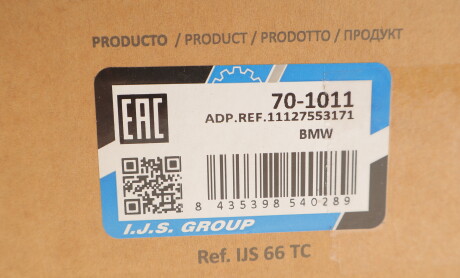 PRODUCTO / PRODUCT / PRODOTTO / ПРОДУКТ
EAC
70-1011
ADP.REF.11127553171
BMW
8 435398 540289
I.J.S. GROUP
Ref. IJS 66 TC